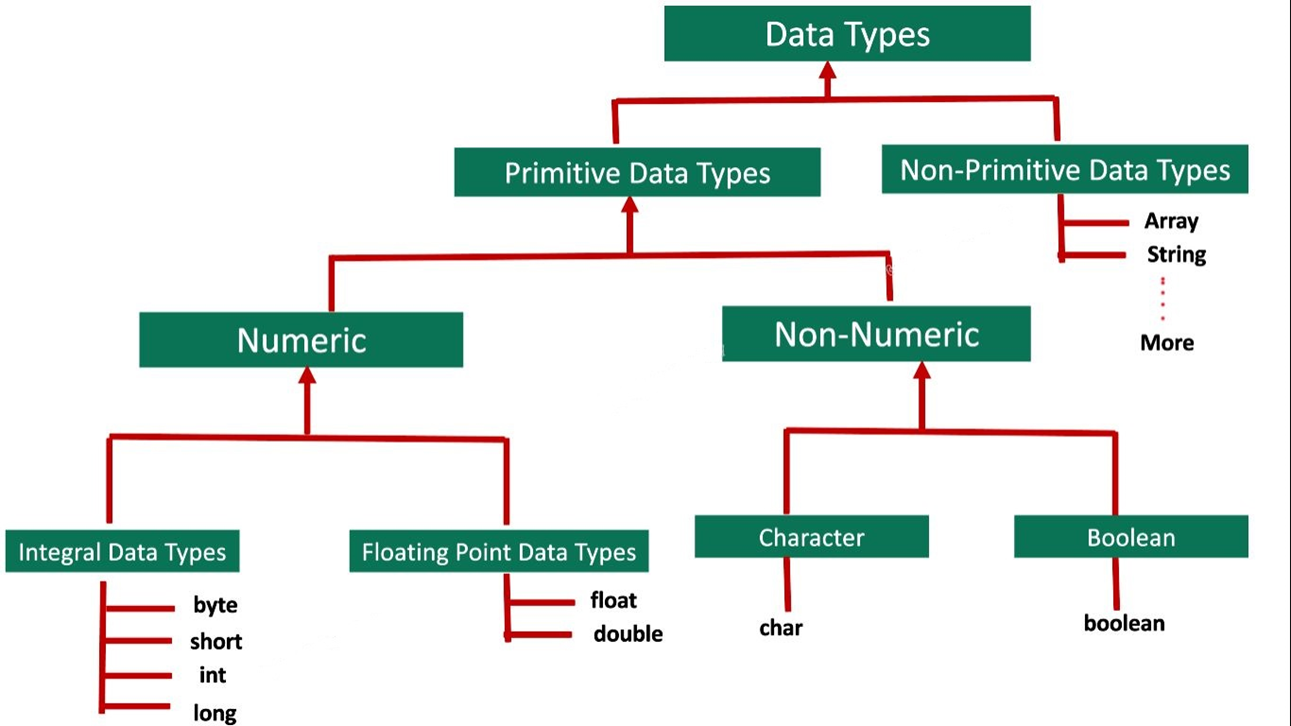 Data Types
Primitive Data Types
Non-Primitive Data Types
Array
String
More
Numeric
Non-Numeric
Integral Data Types
byte
short
int
long
Floating Point Data Types
float
double
Character
char
Boolean
boolean